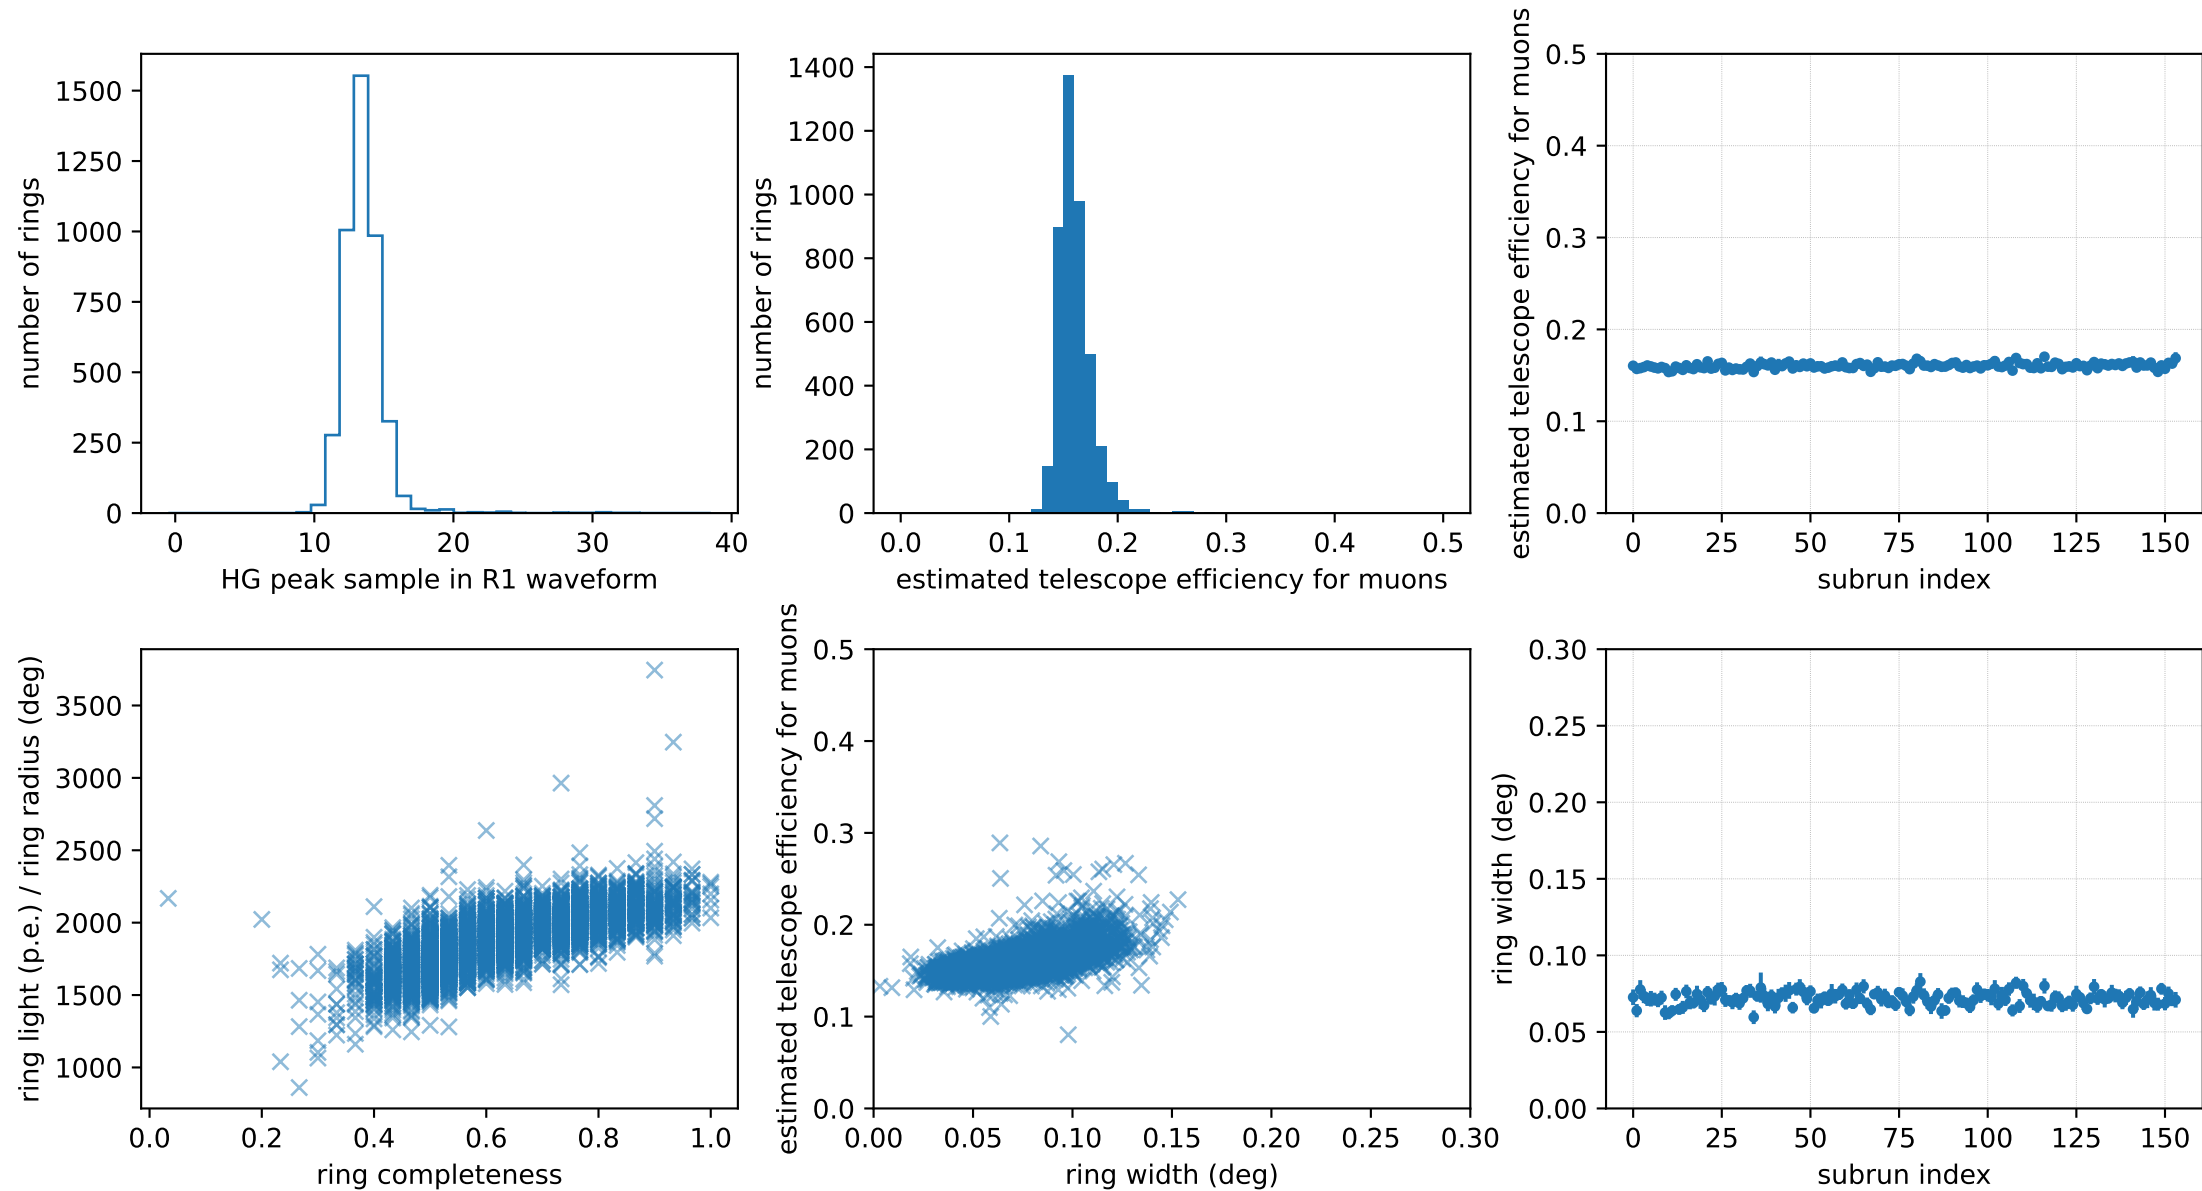 number of rings
1500
1250
1000
750
500
250
0
0 10 20 30 40
HG peak sample in R1 waveform
number of rings
1400
1200
1000
800
600
400
200
0
0.0 0.1 0.2 0.3 0.4 0.5
estimated telescope efficiency for muons
estimated telescope efficiency for muons
0.5
0.4
0.3
0.2
0.1
0.0
0 25 50 75 100 125 150
subrun index
ring light (p.e.) / ring radius (deg)
3500
3000
2500
2000
1500
1000
0.0 0.2 0.4 0.6 0.8 1.0
ring completeness
estimated telescope efficiency for muons
0.5
0.4
0.3
0.2
0.1
0.0
0.00 0.05 0.10 0.15 0.20 0.25 0.30
ring width (deg)
ring width (deg)
0.30
0.25
0.20
0.15
0.10
0.05
0.00
0 25 50 75 100 125 150
subrun index